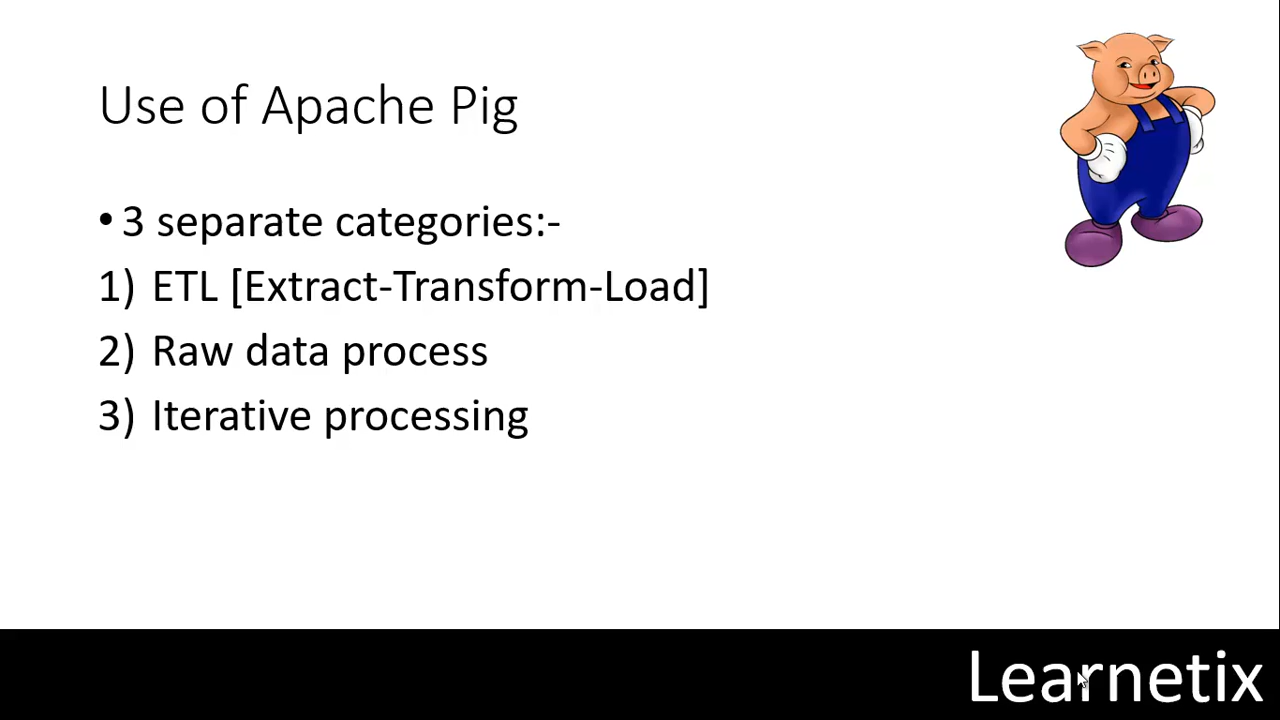 Use of Apache Pig
• 3 separate categories:-
1) ETL [Extract-Transform-Load]
2) Raw data process
3) Iterative processing
Learnetix